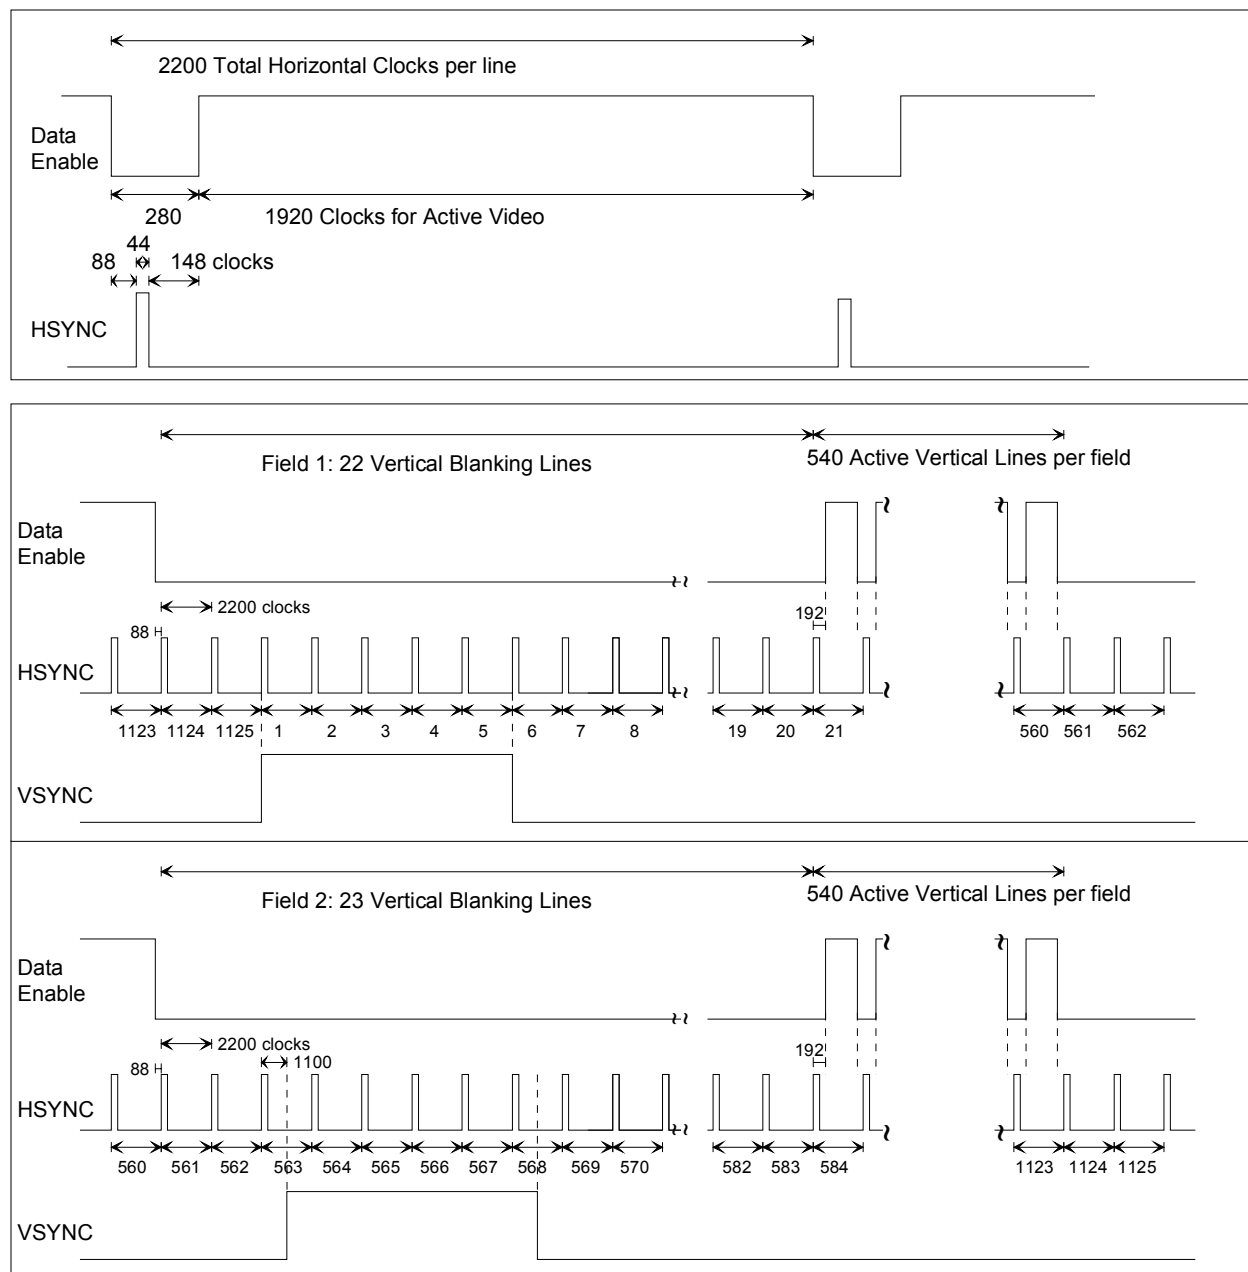 2200 Total Horizontal Clocks per line
Data
Enable
280
1920 Clocks for Active Video
44
88
148 clocks
HSYNC
Field 1: 22 Vertical Blanking Lines
540 Active Vertical Lines per field
Data
Enable
2200 clocks
88
192
HSYNC
1123 1124 1125 1 2 3 4 5 6 7 8 19 20 21 560 561 562
VSYNC
Field 2: 23 Vertical Blanking Lines
540 Active Vertical Lines per field
Data
Enable
2200 clocks
88
1100
192
HSYNC
560 561 562 563 564 565 566 567 568 569 570 582 583 584 1123 1124 1125
VSYNC